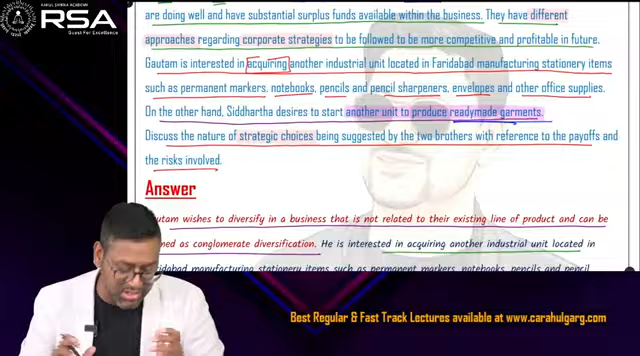 RAHUL SHARMA ACADEMY
RSA
Quest For Excellence
are doing well and have substantial surplus funds available within the business. They have different
approaches regarding corporate strategies to be followed to be more competitive and profitable in future.
Gautam is interested in acquiring another industrial unit located in Faridabad manufacturing stationery items
such as permanent markers, notebooks, pencils and pencil sharpeners, envelopes and other office supplies.
On the other hand, Siddhartha desires to start another unit to produce readymade garments.
Discuss the nature of strategic choices being suggested by the two brothers with reference to the payoffs and
the risks involved.
Answer
utam wishes to diversify in a business that is not related to their existing line of product and can be
med as conglomerate diversification. He is interested in acquiring another industrial unit located in
ridabad manufacturing stationery items such as permanent markers, notebooks, pencils and pencil
Best Regular & Fast Track Lectures available at www.carahulgarg.com